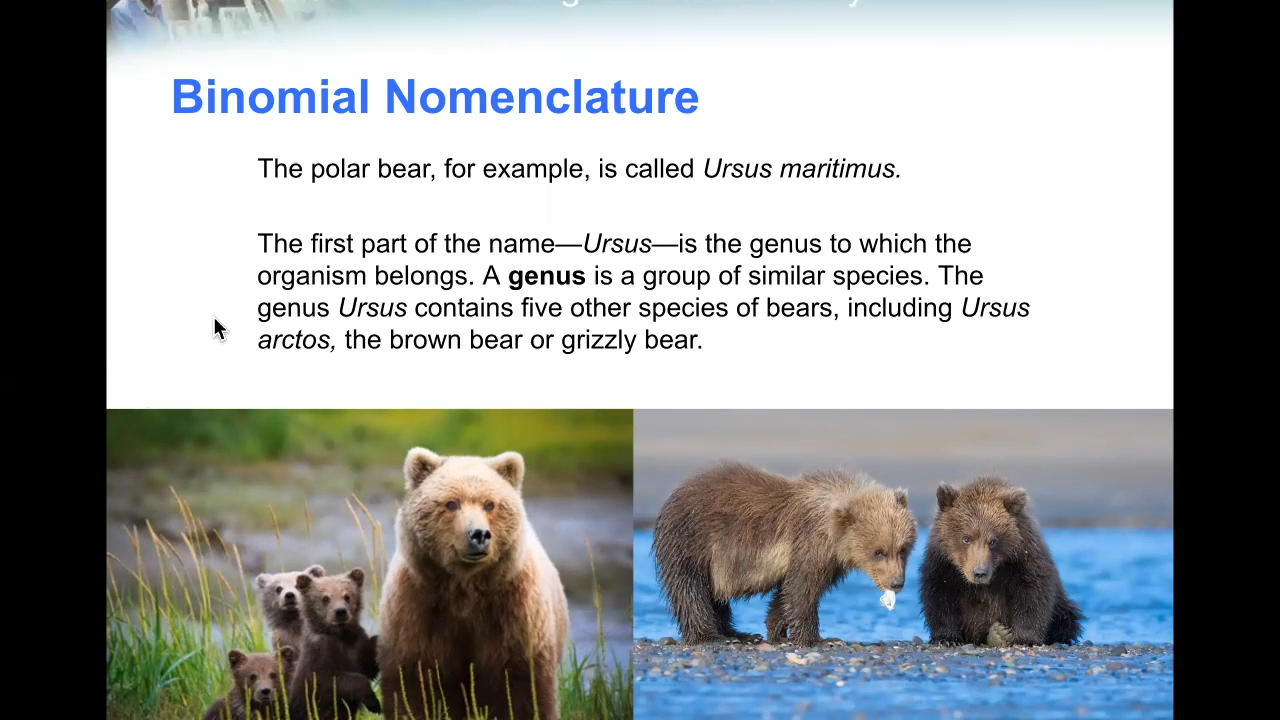 Binomial Nomenclature
The polar bear, for example, is called Ursus maritimus.
The first part of the name—Ursus—is the genus to which the
organism belongs. A genus is a group of similar species. The
genus Ursus contains five other species of bears, including Ursus
arctos, the brown bear or grizzly bear.